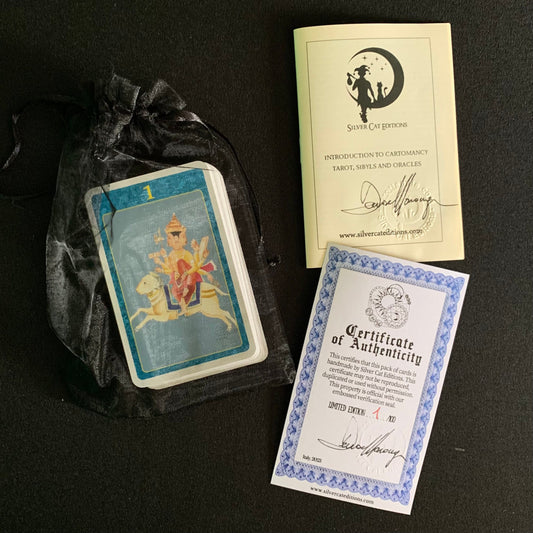 1
SILVER CAT EDITIONS
INTRODUCTION TO CARTOMANCY
TAROT, SIBYLS AND ORACLES
www.silvercateditions.com
Certificate
of Authenticity
This certifies that this pack of cards is
handmade by Silver Cat Editions. This
certificate may not be reproduced,
duplicated or used without permission.
This property is official with our
embossed verification seal.
LIMITED EDITION...1.../100
Italy 2021
www.silvercateditions.com